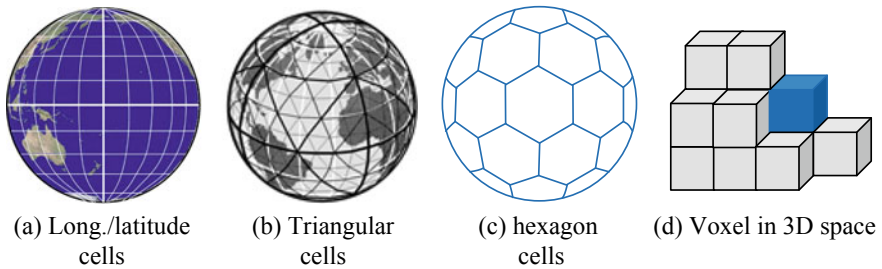 (a) Long./latitude
cells
(b) Triangular
cells
(c) hexagon
cells
(d) Voxel in 3D space